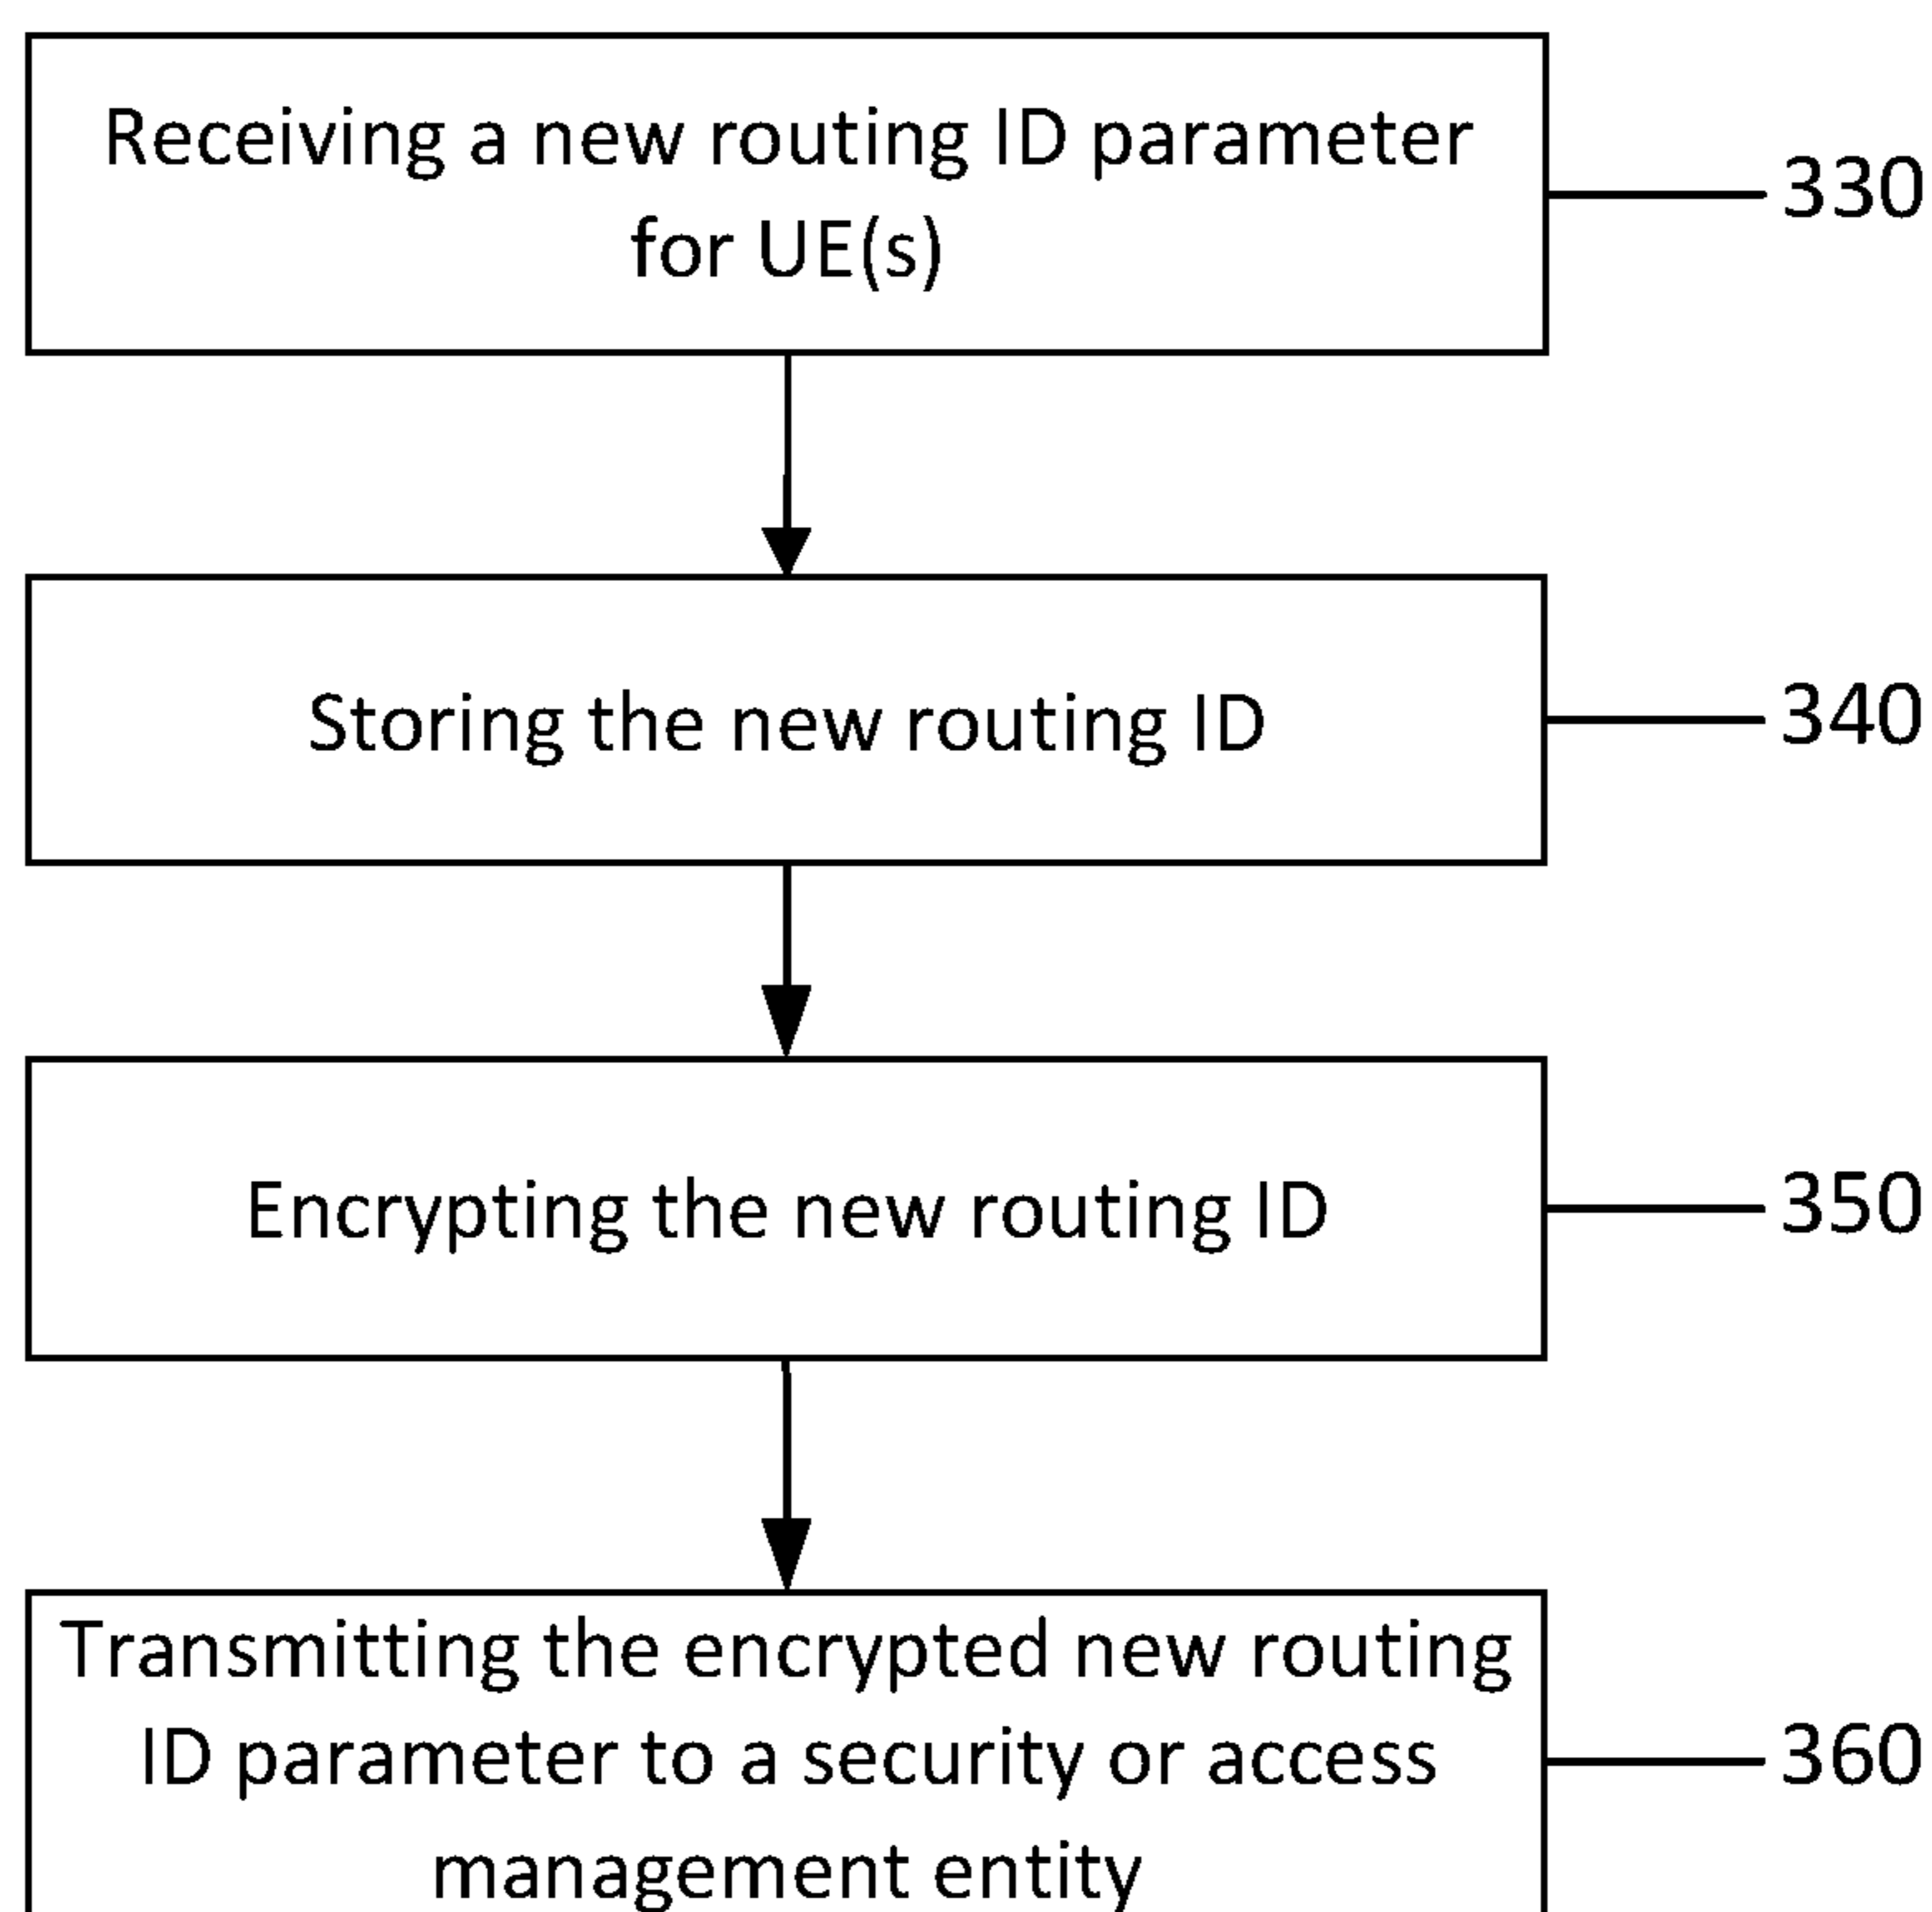 Receiving a new routing ID parameter
for UE(s)
330
Storing the new routing ID
340
Encrypting the new routing ID
350
Transmitting the encrypted new routing
ID parameter to a security or access
management entity
360